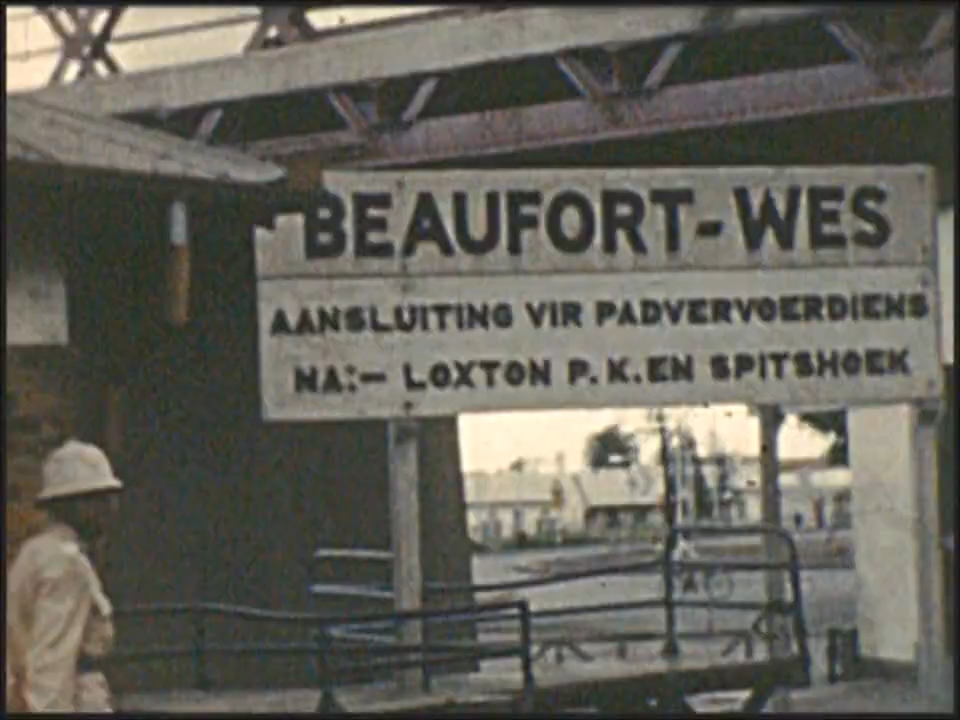 BEAUFORT-WES
AANSLUITING VIR PADVERVOERDIENS
NA:- LOXTON P.K.EN SPITSHOEK